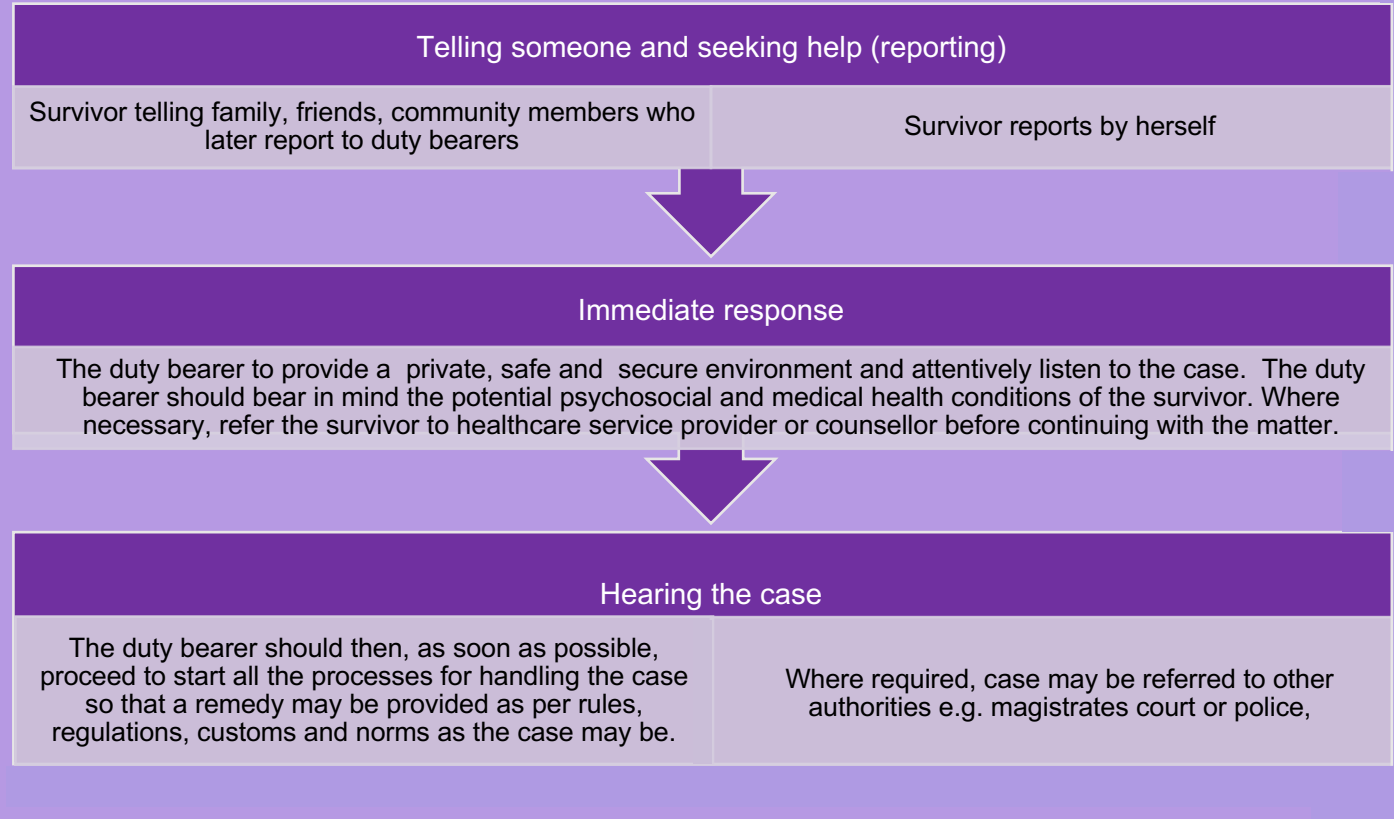 Telling someone and seeking help (reporting)
Survivor telling family, friends, community members who
later report to duty bearers
Survivor reports by herself
Immediate response
The duty bearer to provide a private, safe and secure environment and attentively listen to the case. The duty
bearer should bear in mind the potential psychosocial and medical health conditions of the survivor. Where
necessary, refer the survivor to healthcare service provider or counsellor before continuing with the matter.
Hearing the case
The duty bearer should then, as soon as possible,
proceed to start all the processes for handling the case
so that a remedy may be provided as per rules,
regulations, customs and norms as the case may be.
Where required, case may be referred to other
authorities e.g. magistrates court or police,